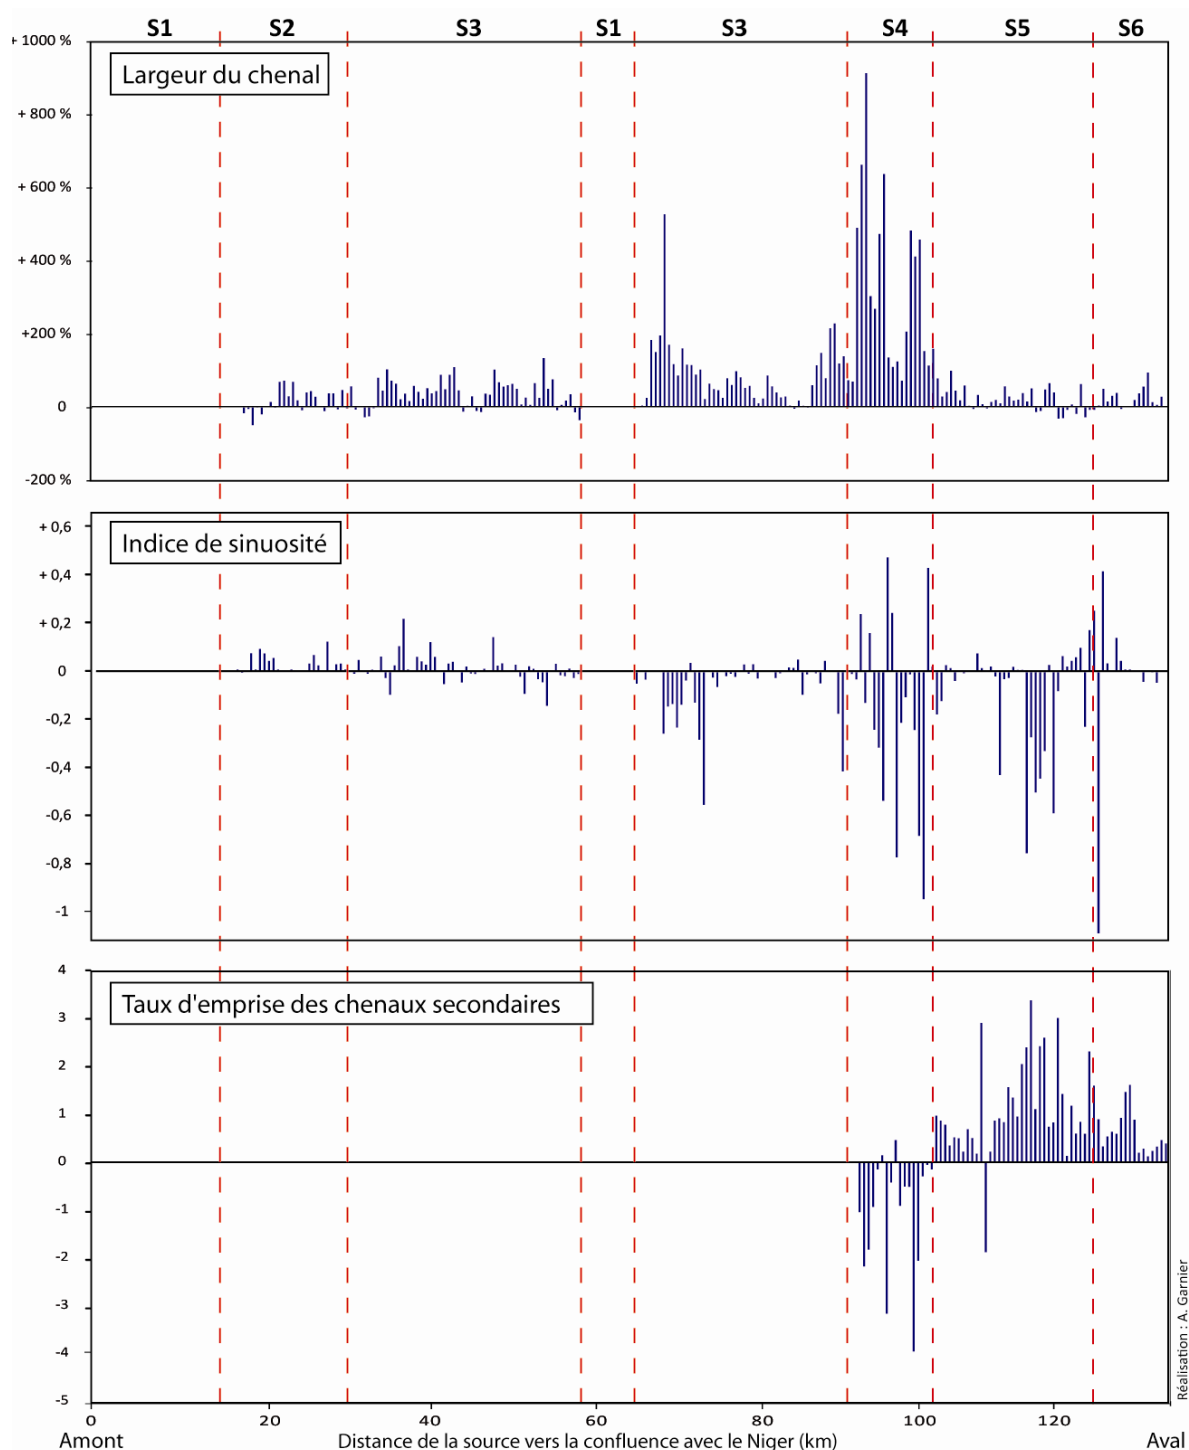 S1 S2 S3 S1 S3 S4 S5 S6
+ 1000 %
Largeur du chenal
+ 800 %
+ 600 %
+ 400 %
+200 %
0
-200 %
+ 0,6
Indice de sinuosité
+ 0,4
+ 0,2
0
-0,2
-0,4
-0,6
-0,8
-1
4
Taux d'emprise des chenaux secondaires
3
2
1
0
-1
-2
-3
-4
-5
0 20 40 60 80 100 120
Amont Distance de la source vers la confluence avec le Niger (km) Aval
Réalisation : A. Garnier